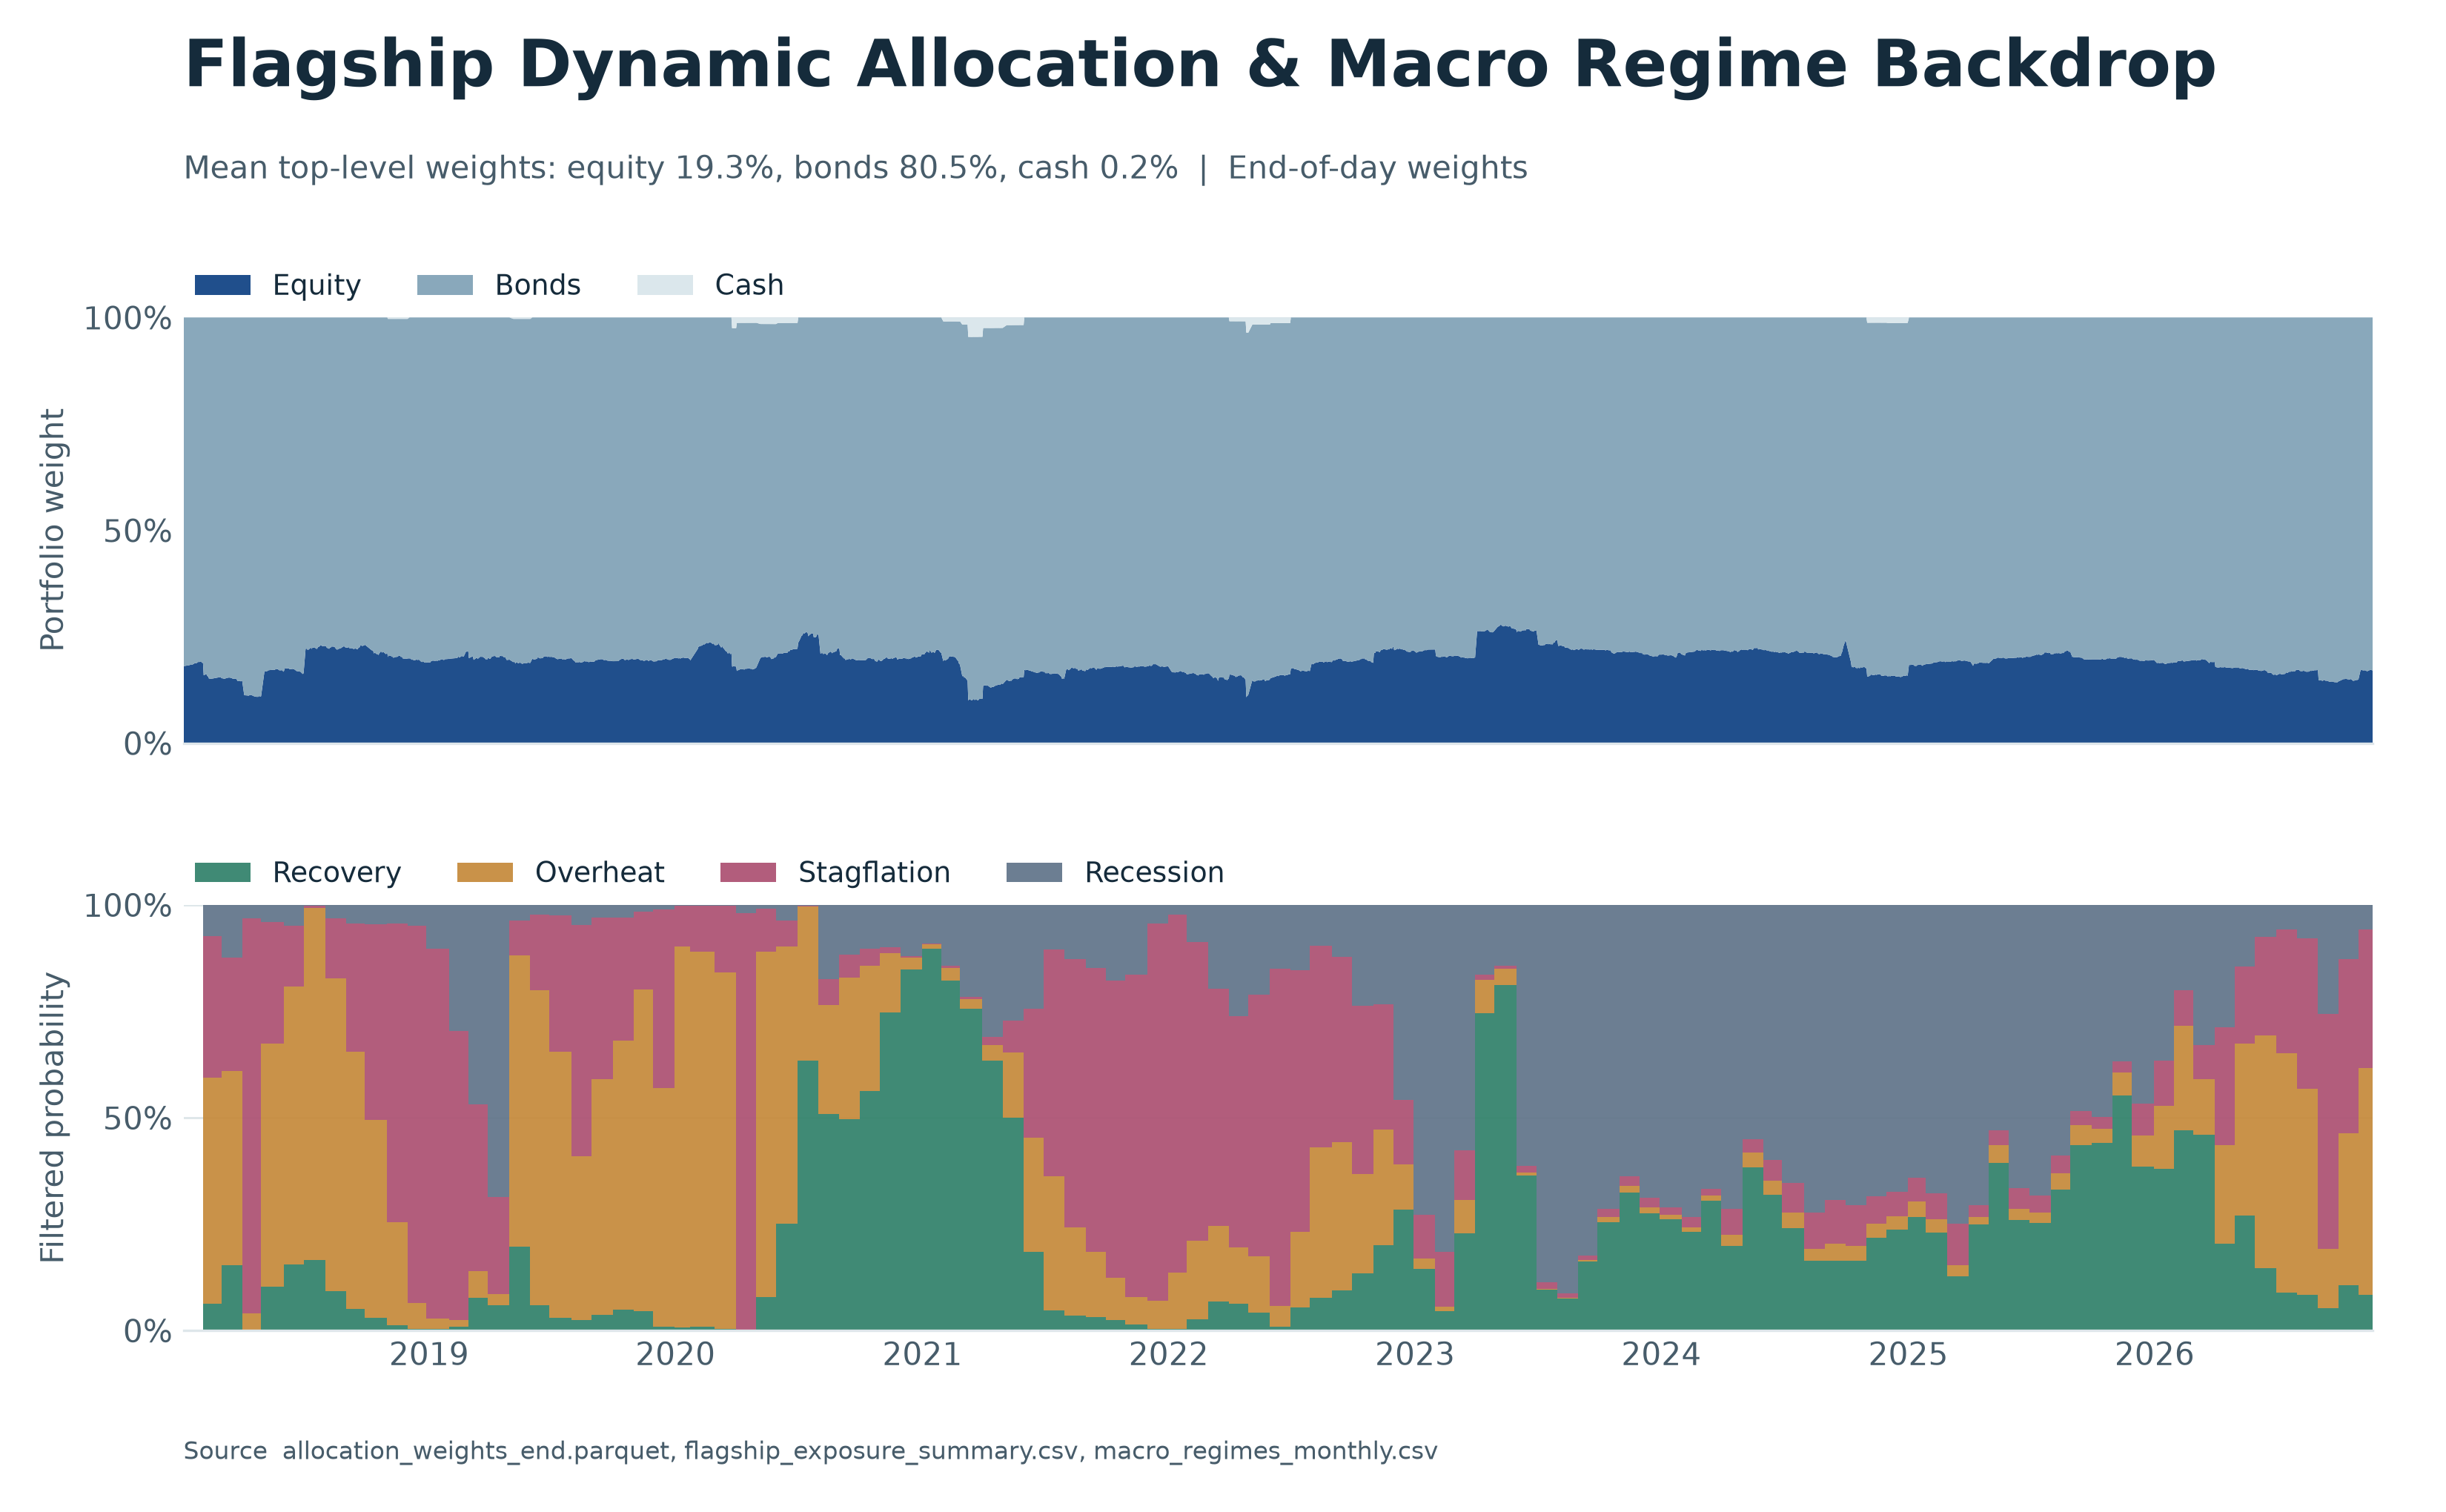 Flagship Dynamic Allocation & Macro Regime Backdrop
Mean top-level weights: equity 19.3%, bonds 80.5%, cash 0.2% | End-of-day weights
Equity Bonds Cash
100%
50%
0%
Portfolio weight
Recovery Overheat Stagflation Recession
100%
50%
0%
Filtered probability
2019 2020 2021 2022 2023 2024 2025 2026
Source allocation_weights_end.parquet, flagship_exposure_summary.csv, macro_regimes_monthly.csv